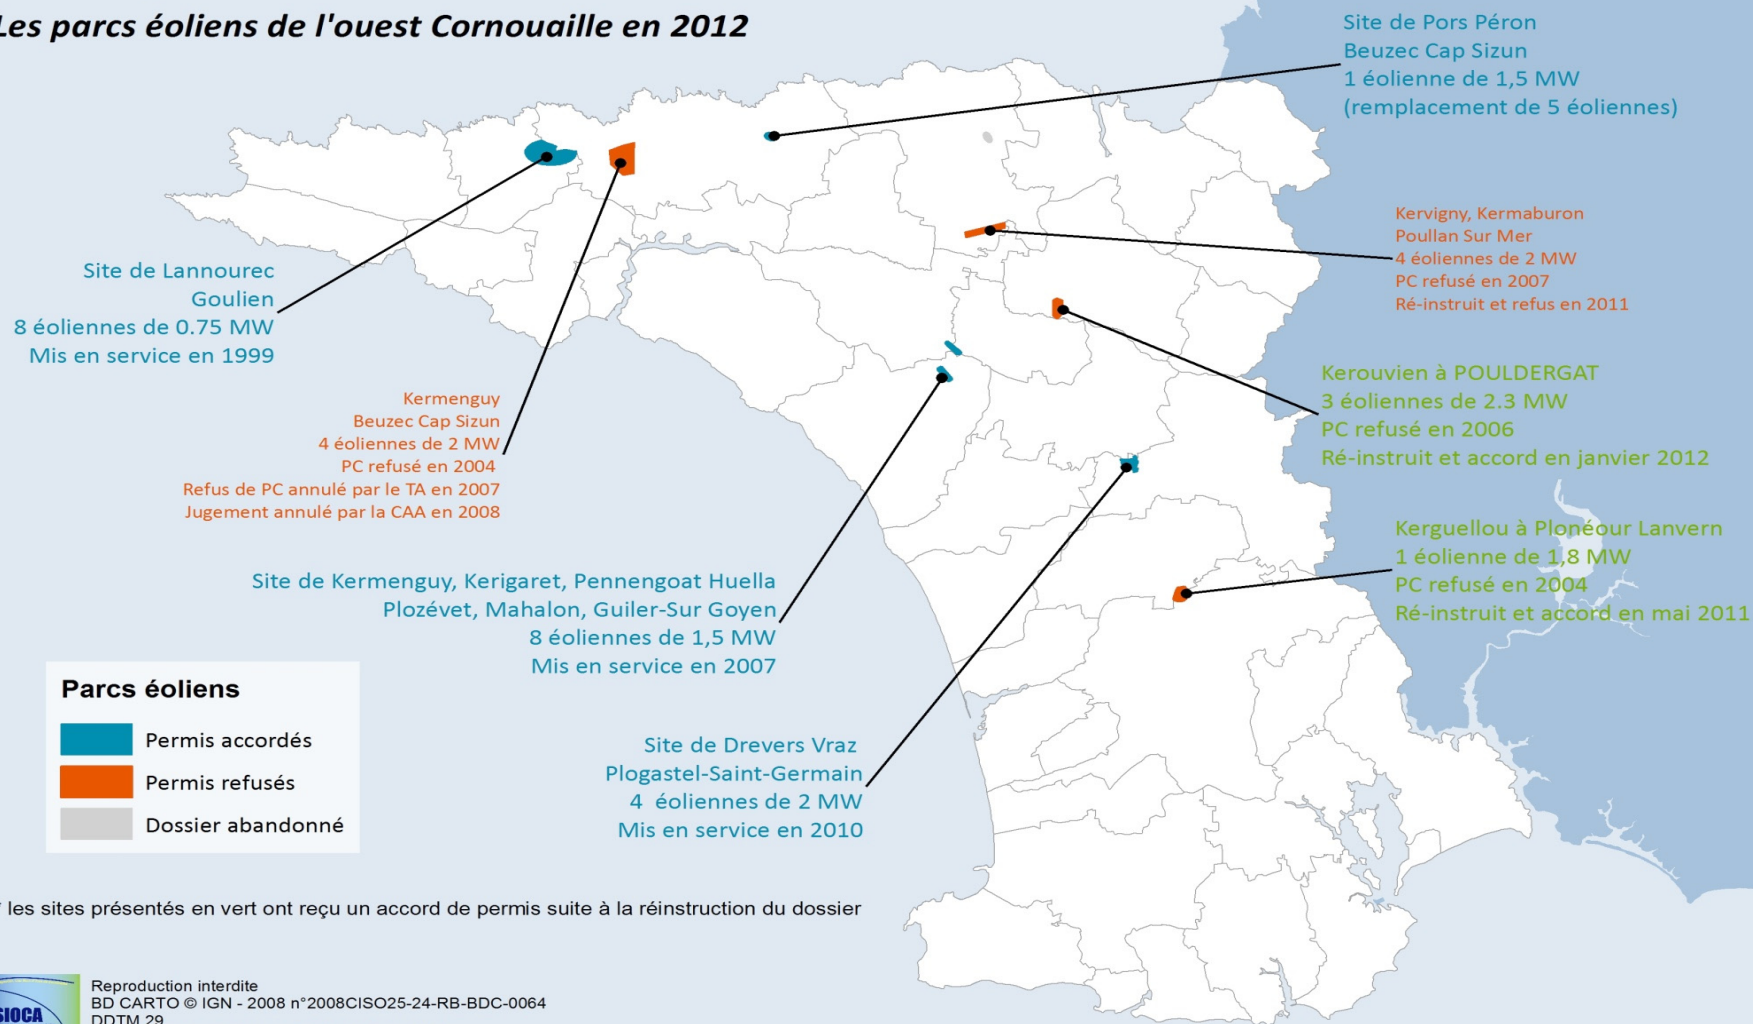 Les parcs éoliens de l'ouest Cornouaille en 2012
Site de Pors Péron
Beuzec Cap Sizun
1 éolienne de 1,5 MW
(remplacement de 5 éoliennes)
Kervigny, Kermaburon
Poullan Sur Mer
4 éoliennes de 2 MW
PC refusé en 2007
Ré-instruit et refus en 2011
Site de Lannourec
Goulien
8 éoliennes de 0.75 MW
Mis en service en 1999
Kerouvien à POULDERGAT
3 éoliennes de 2.3 MW
PC refusé en 2006
Ré-instruit et accord en janvier 2012
Kermenguy
Beuzec Cap Sizun
4 éoliennes de 2 MW
PC refusé en 2004
Refus de PC annulé par le TA en 2007
Jugement annulé par la CAA en 2008
Kerguellou à Plonéour Lanvern
1 éolienne de 1,8 MW
PC refusé en 2004
Ré-instruit et accord en mai 2011
Site de Kermenguy, Kerigaret, Pennengoat Huella
Plozévet, Mahalon, Guiler-Sur Goyen
8 éoliennes de 1,5 MW
Mis en service en 2007
Site de Drevers Vraz
Plogastel-Saint-Germain
4 éoliennes de 2 MW
Mis en service en 2010
Parcs éoliens
Permis accordés
Permis refusés
Dossier abandonné
* les sites présentés en vert ont reçu un accord de permis suite à la réinstruction du dossier
SIOCA
Reproduction interdite
BD CARTO © IGN - 2008 n°2008CISO25-24-RB-BDC-0064
DDTM 29